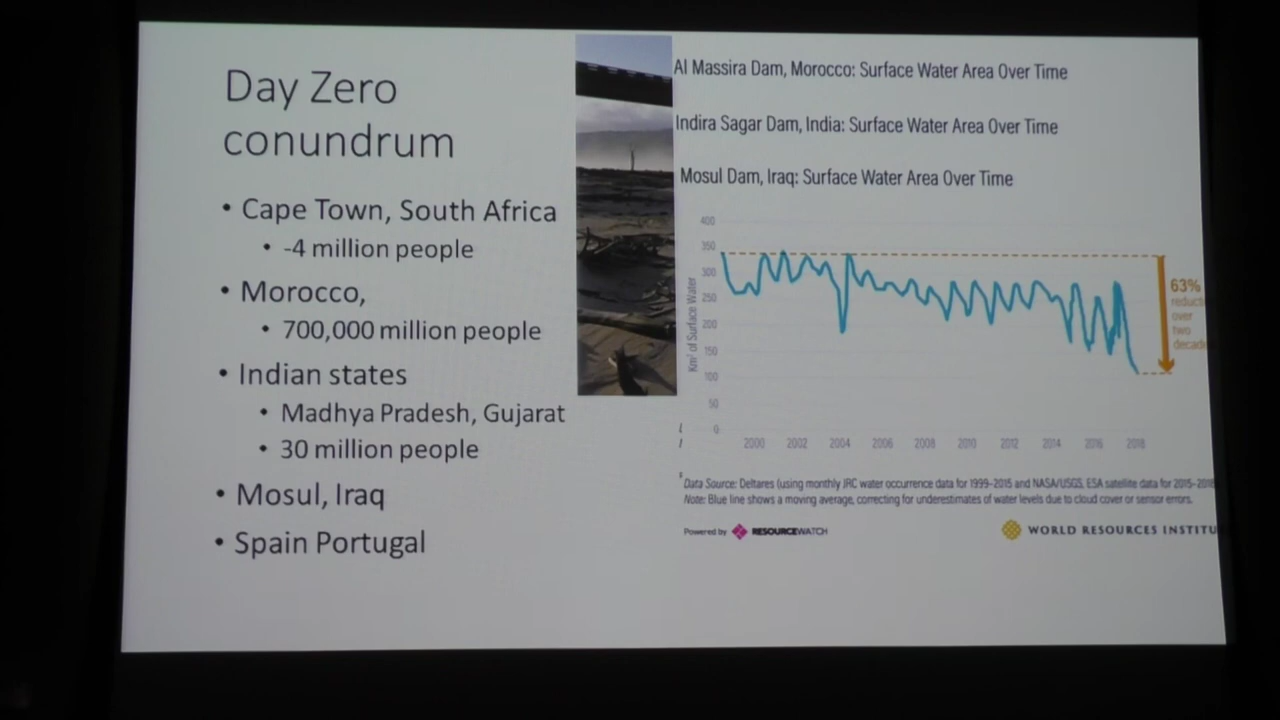 Day Zero
conundrum
• Cape Town, South Africa
• -4 million people
• Morocco,
• 700,000 million people
• Indian states
• Madhya Pradesh, Gujarat
• 30 million people
• Mosul, Iraq
• Spain Portugal
Al Massira Dam, Morocco: Surface Water Area Over Time
Indira Sagar Dam, India: Surface Water Area Over Time
Mosul Dam, Iraq: Surface Water Area Over Time
Km² of Surface Water
400
350
300
250
200
150
100
50
0
2000 2002 2004 2006 2008 2010 2012 2014 2016 2018
63%
reduct
over
two
decad
Data Source: Deltares (using monthly JRC water occurrence data for 1999–2015 and NASA/USGS, ESA satellite data for 2015–2018
Note: Blue line shows a moving average, correcting for underestimates of water levels due to cloud cover or sensor errors.
Powered by RESOURCEWATCH
WORLD RESOURCES INSTITU